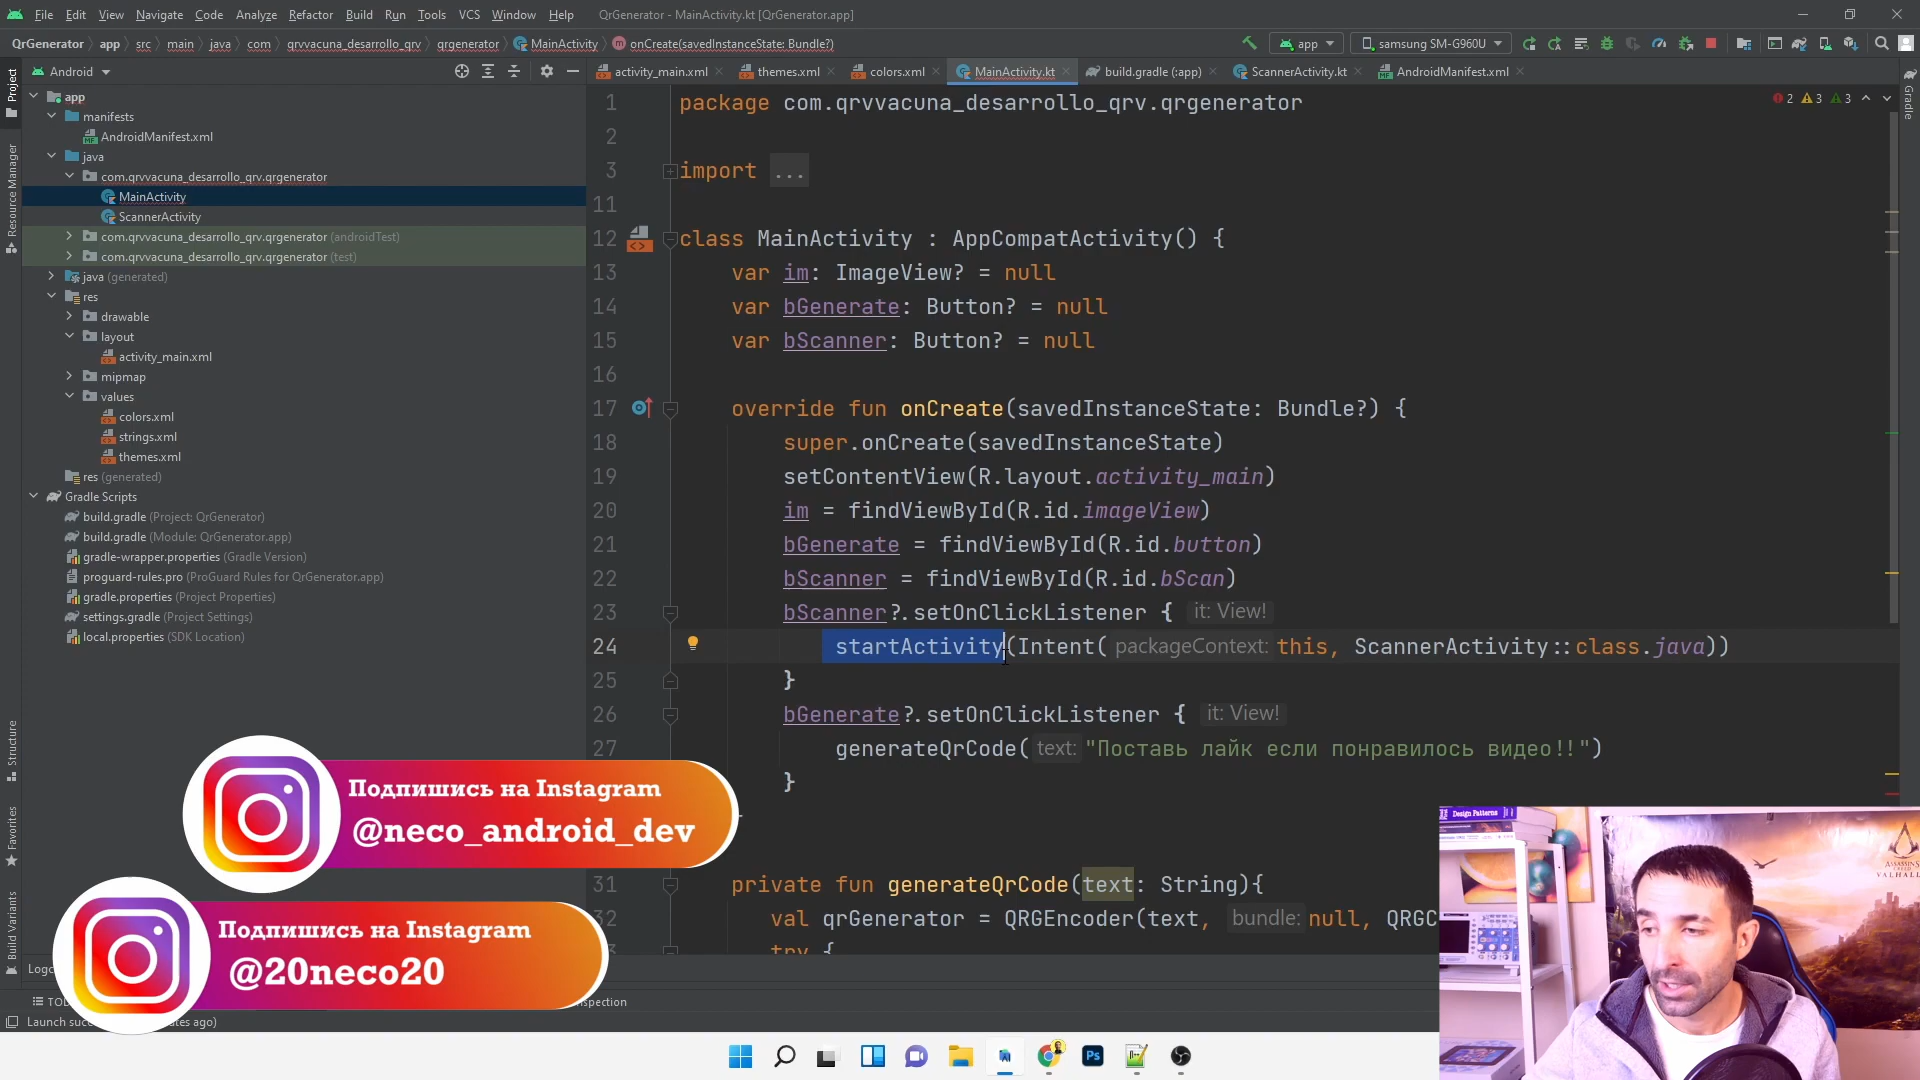 File Edit View Navigate Code Analyze Refactor Build Run Tools VCS Window Help QrGenerator - MainActivity.kt [QrGenerator.app]
QrGenerator app src main java com qrvvacuna_desarrollo_qrv qrgenerator MainActivity onCreate(savedInstanceState: Bundle?) app samsung SM-G960U
Android
activity_main.xml themes.xml colors.xml MainActivity.kt build.gradle (:app) ScannerActivity.kt AndroidManifest.xml
Project
Resource Manager
Structure
Favorites
Build Variants
Gradle
app
manifests
AndroidManifest.xml
java
com.qrvvacuna_desarrollo_qrv.qrgenerator
MainActivity
ScannerActivity
com.qrvvacuna_desarrollo_qrv.qrgenerator (androidTest)
com.qrvvacuna_desarrollo_qrv.qrgenerator (test)
java (generated)
res
drawable
layout
activity_main.xml
mipmap
values
colors.xml
strings.xml
themes.xml
res (generated)
Gradle Scripts
build.gradle (Project: QrGenerator)
build.gradle (Module: QrGenerator.app)
gradle-wrapper.properties (Gradle Version)
proguard-rules.pro (ProGuard Rules for QrGenerator.app)
gradle.properties (Project Properties)
settings.gradle (Project Settings)
local.properties (SDK Location)
2 3 3
1 package com.qrvvacuna_desarrollo_qrv.qrgenerator
2
3 import ...
11
12 class MainActivity : AppCompatActivity() {
13 var im: ImageView? = null
14 var bGenerate: Button? = null
15 var bScanner: Button? = null
16
17 override fun onCreate(savedInstanceState: Bundle?) {
18 super.onCreate(savedInstanceState)
19 setContentView(R.layout.activity_main)
20 im = findViewById(R.id.imageView)
21 bGenerate = findViewById(R.id.button)
22 bScanner = findViewById(R.id.bScan)
23 bScanner?.setOnClickListener { it: View!
24 startActivity(Intent( packageContext: this, ScannerActivity::class.java))
25 }
26 bGenerate?.setOnClickListener { it: View!
27 generateQrCode( text: "Поставь лайк если понравилось видео!!")
}
31 private fun generateQrCode(text: String){
32 val qrGenerator = QRGEncoder(text, bundle: null, QRGC
try {
Подпишись на Instagram
@neco_android_dev
Подпишись на Instagram
@20neco20
Design Patterns
ASSASSIN'S
VALHALL